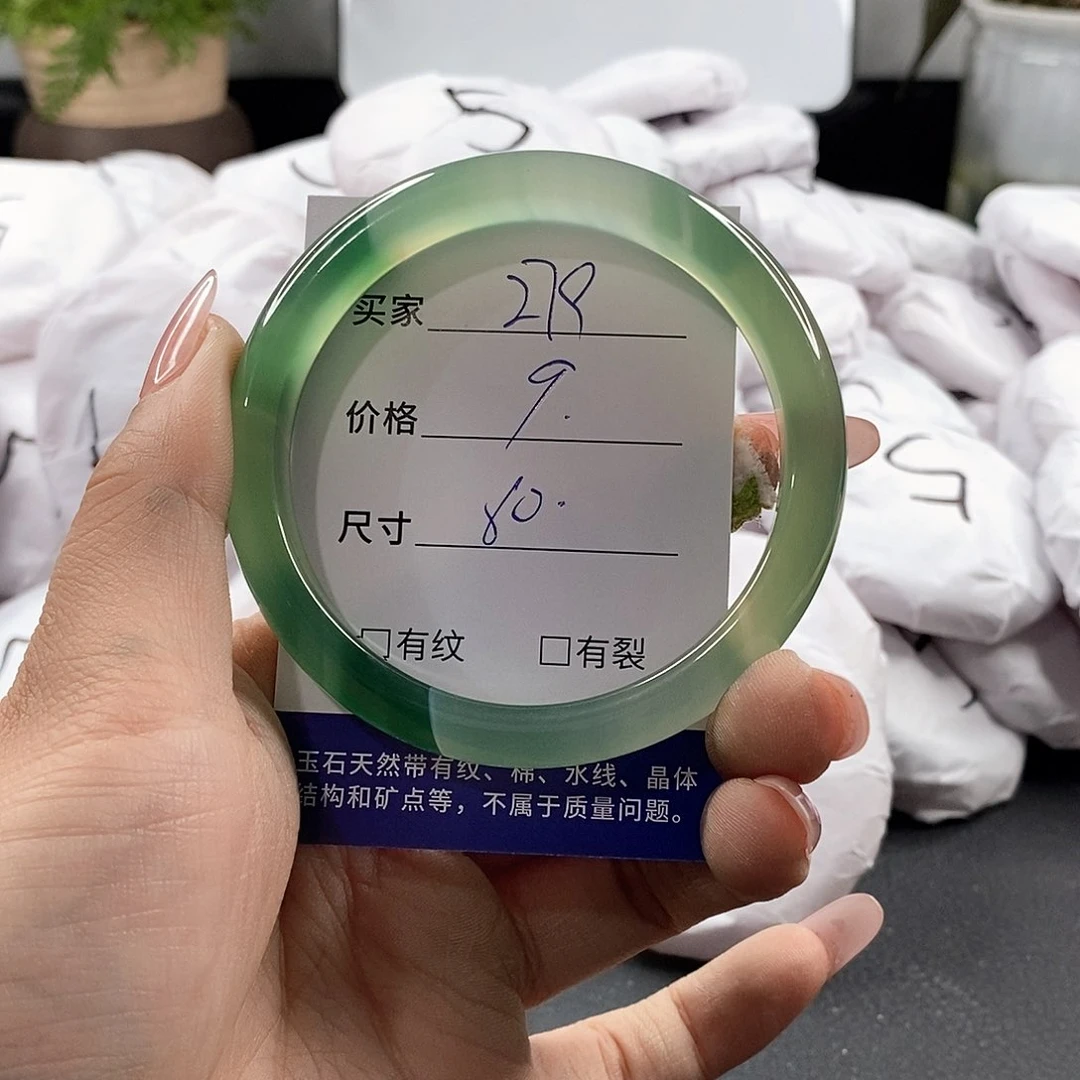 5
买家 278
价格 9.
尺寸 80.
5
□有纹 □有裂
玉石天然带有纹、棉、水线、晶体
结构和矿点等，不属于质量问题。